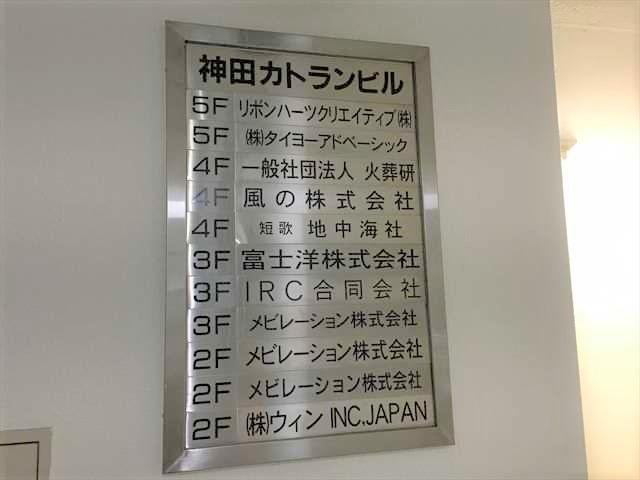 神田カトランビル
5F リボンハーツクリエイティブ㈱
5F ㈱タイヨーアドベーシック
4F 一般社団法人 火葬研
4F 風の株式会社
4F 短歌 地中海社
3F 富士洋株式会社
3F IRC合同会社
3F メビレーション株式会社
2F メビレーション株式会社
2F メビレーション株式会社
2F ㈱ウィン INC.JAPAN